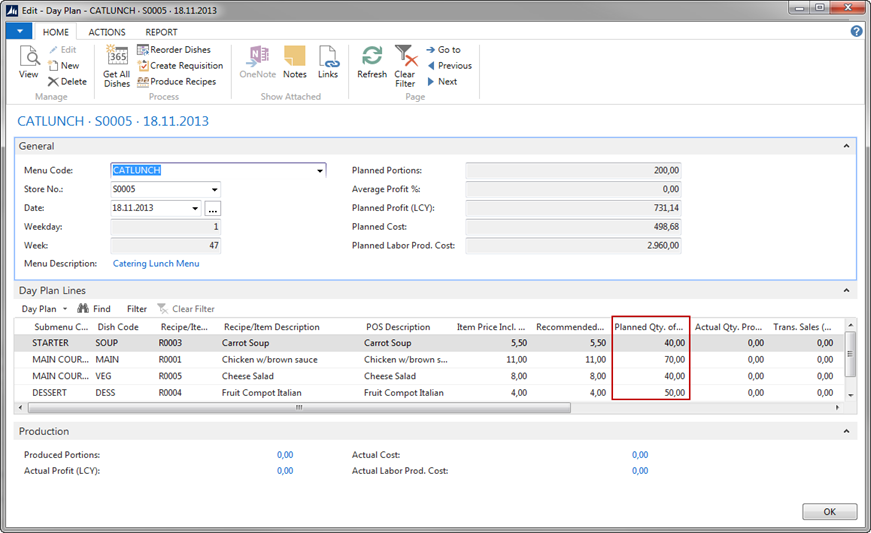 Edit - Day Plan - CATLUNCH · S0005 · 18.11.2013
HOME ACTIONS REPORT
View
Edit
New
Delete
Manage
Get All Dishes
365
Reorder Dishes
Create Requisition
Produce Recipes
Process
OneNote
Notes
Links
Show Attached
Refresh
Clear Filter
Go to
Previous
Next
Page
CATLUNCH · S0005 · 18.11.2013
General
Menu Code: CATLUNCH
Store No.: S0005
Date: 18.11.2013 ...
Weekday: 1
Week: 47
Menu Description: Catering Lunch Menu
Planned Portions: 200,00
Average Profit %: 0,00
Planned Profit (LCY): 731,14
Planned Cost: 498,68
Planned Labor Prod. Cost: 2.960,00
Day Plan Lines
Day Plan Find Filter Clear Filter
Submenu C... Dish Code Recipe/Ite... Recipe/Item Description POS Description Item Price Incl. ... Recommended... Planned Qty. of... Actual Qty. Pro... Trans. Sales (...
STARTER SOUP R0003 Carrot Soup Carrot Soup 5,50 5,50 40,00 0,00 0,00
MAIN COUR... MAIN R0001 Chicken w/brown sauce Chicken w/brown s... 11,00 11,00 70,00 0,00 0,00
MAIN COUR... VEG R0005 Cheese Salad Cheese Salad 8,00 8,00 40,00 0,00 0,00
DESSERT DESS R0004 Fruit Compot Italian Fruit Compot Italian 4,00 4,00 50,00 0,00 0,00
Production
Produced Portions: 0,00
Actual Profit (LCY): 0,00
Actual Cost: 0,00
Actual Labor Prod. Cost: 0,00
OK